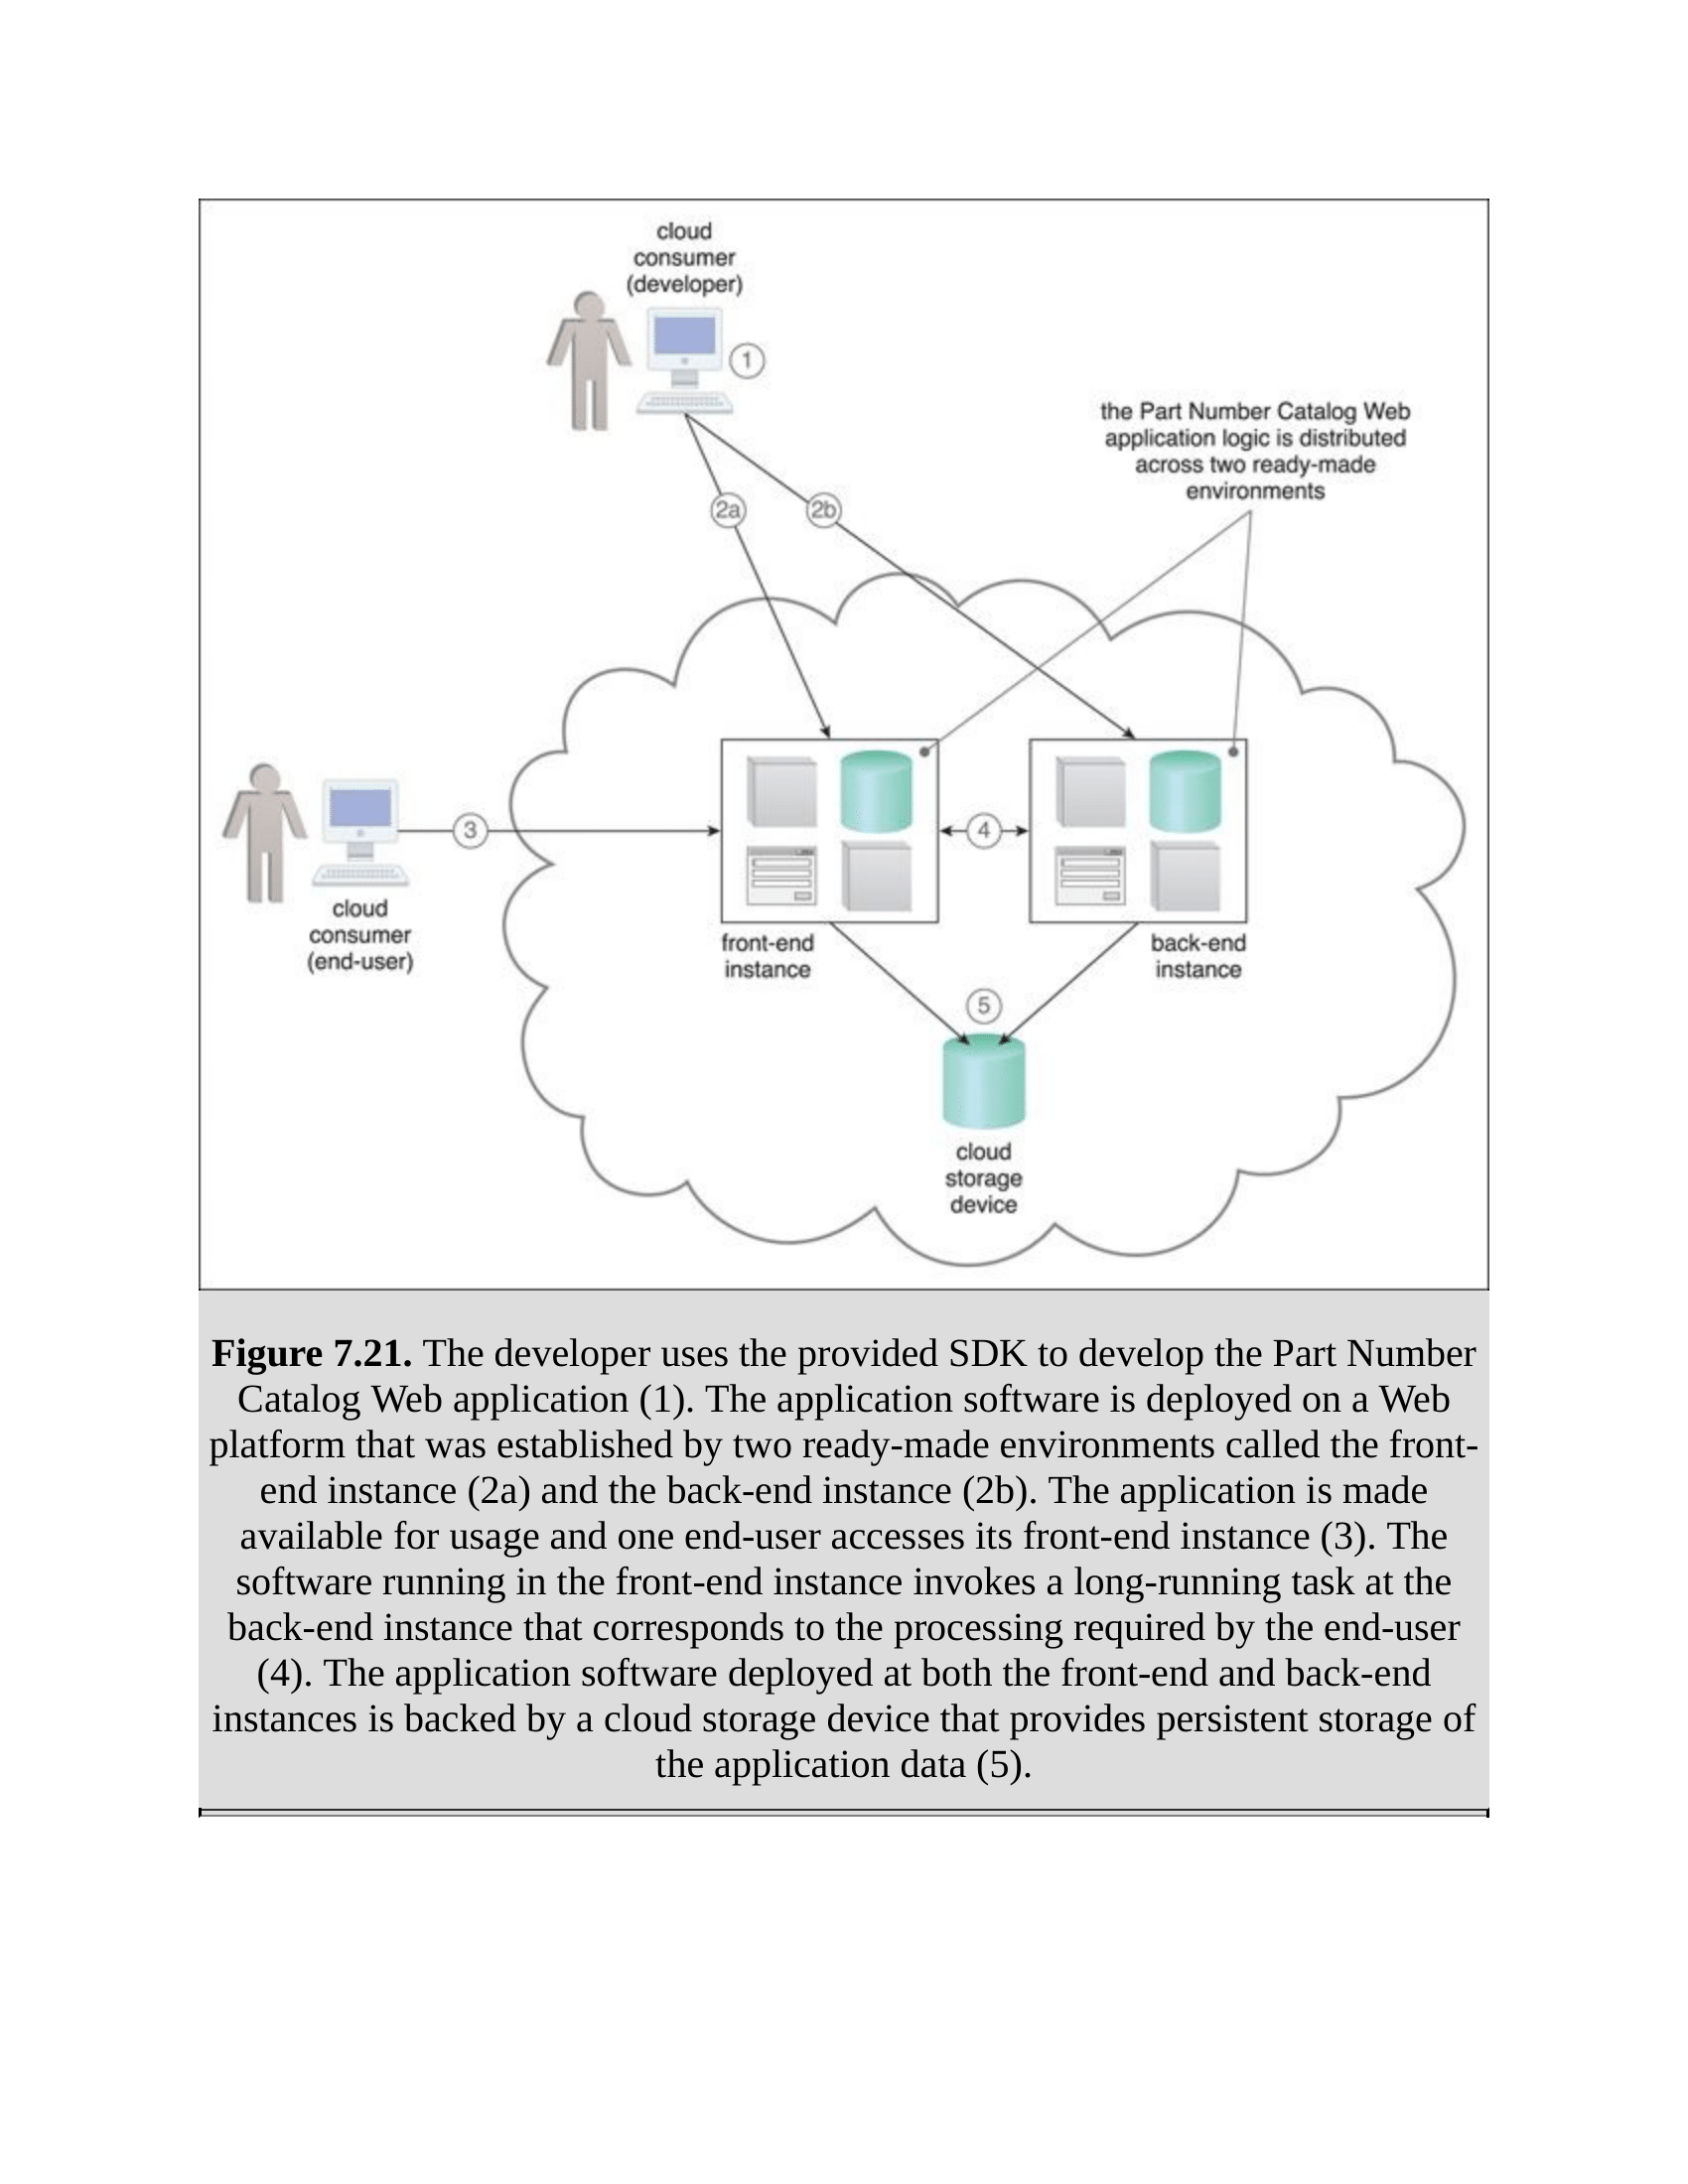 cloud
consumer
(developer)
1
the Part Number Catalog Web
application logic is distributed
across two ready-made
environments
2a
2b
3
4
cloud
consumer
(end-user)
front-end
instance
back-end
instance
5
cloud
storage
device
Figure 7.21. The developer uses the provided SDK to develop the Part Number
Catalog Web application (1). The application software is deployed on a Web
platform that was established by two ready-made environments called the front-
end instance (2a) and the back-end instance (2b). The application is made
available for usage and one end-user accesses its front-end instance (3). The
software running in the front-end instance invokes a long-running task at the
back-end instance that corresponds to the processing required by the end-user
(4). The application software deployed at both the front-end and back-end
instances is backed by a cloud storage device that provides persistent storage of
the application data (5).